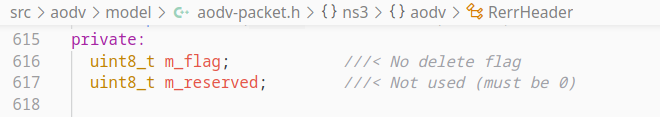 src > aodv > model > aodv-packet.h > {} ns3 > {} aodv > RerrHeader
615 private:
616 uint8_t m_flag; ///< No delete flag
617 uint8_t m_reserved; ///< Not used (must be 0)
618